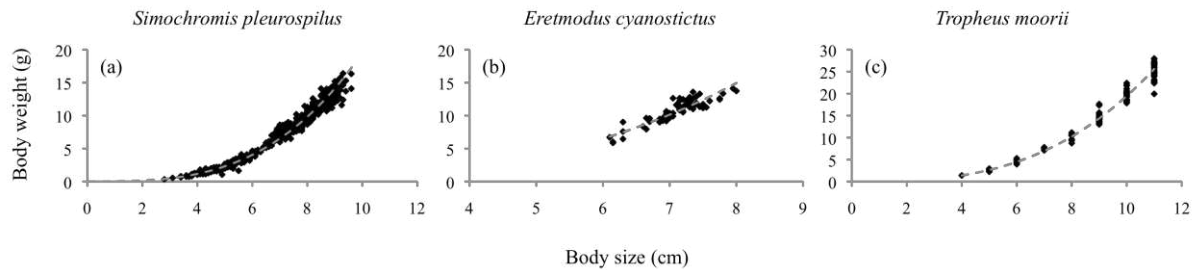 Simochromis pleurospilus
Eretmodus cyanostictus
Tropheus moorii
Body weight (g)
(a)
20
15
10
5
0
0 2 4 6 8 10 12
(b)
20
15
10
5
0
4 5 6 7 8 9
(c)
30
25
20
15
10
5
0
0 2 4 6 8 10 12
Body size (cm)